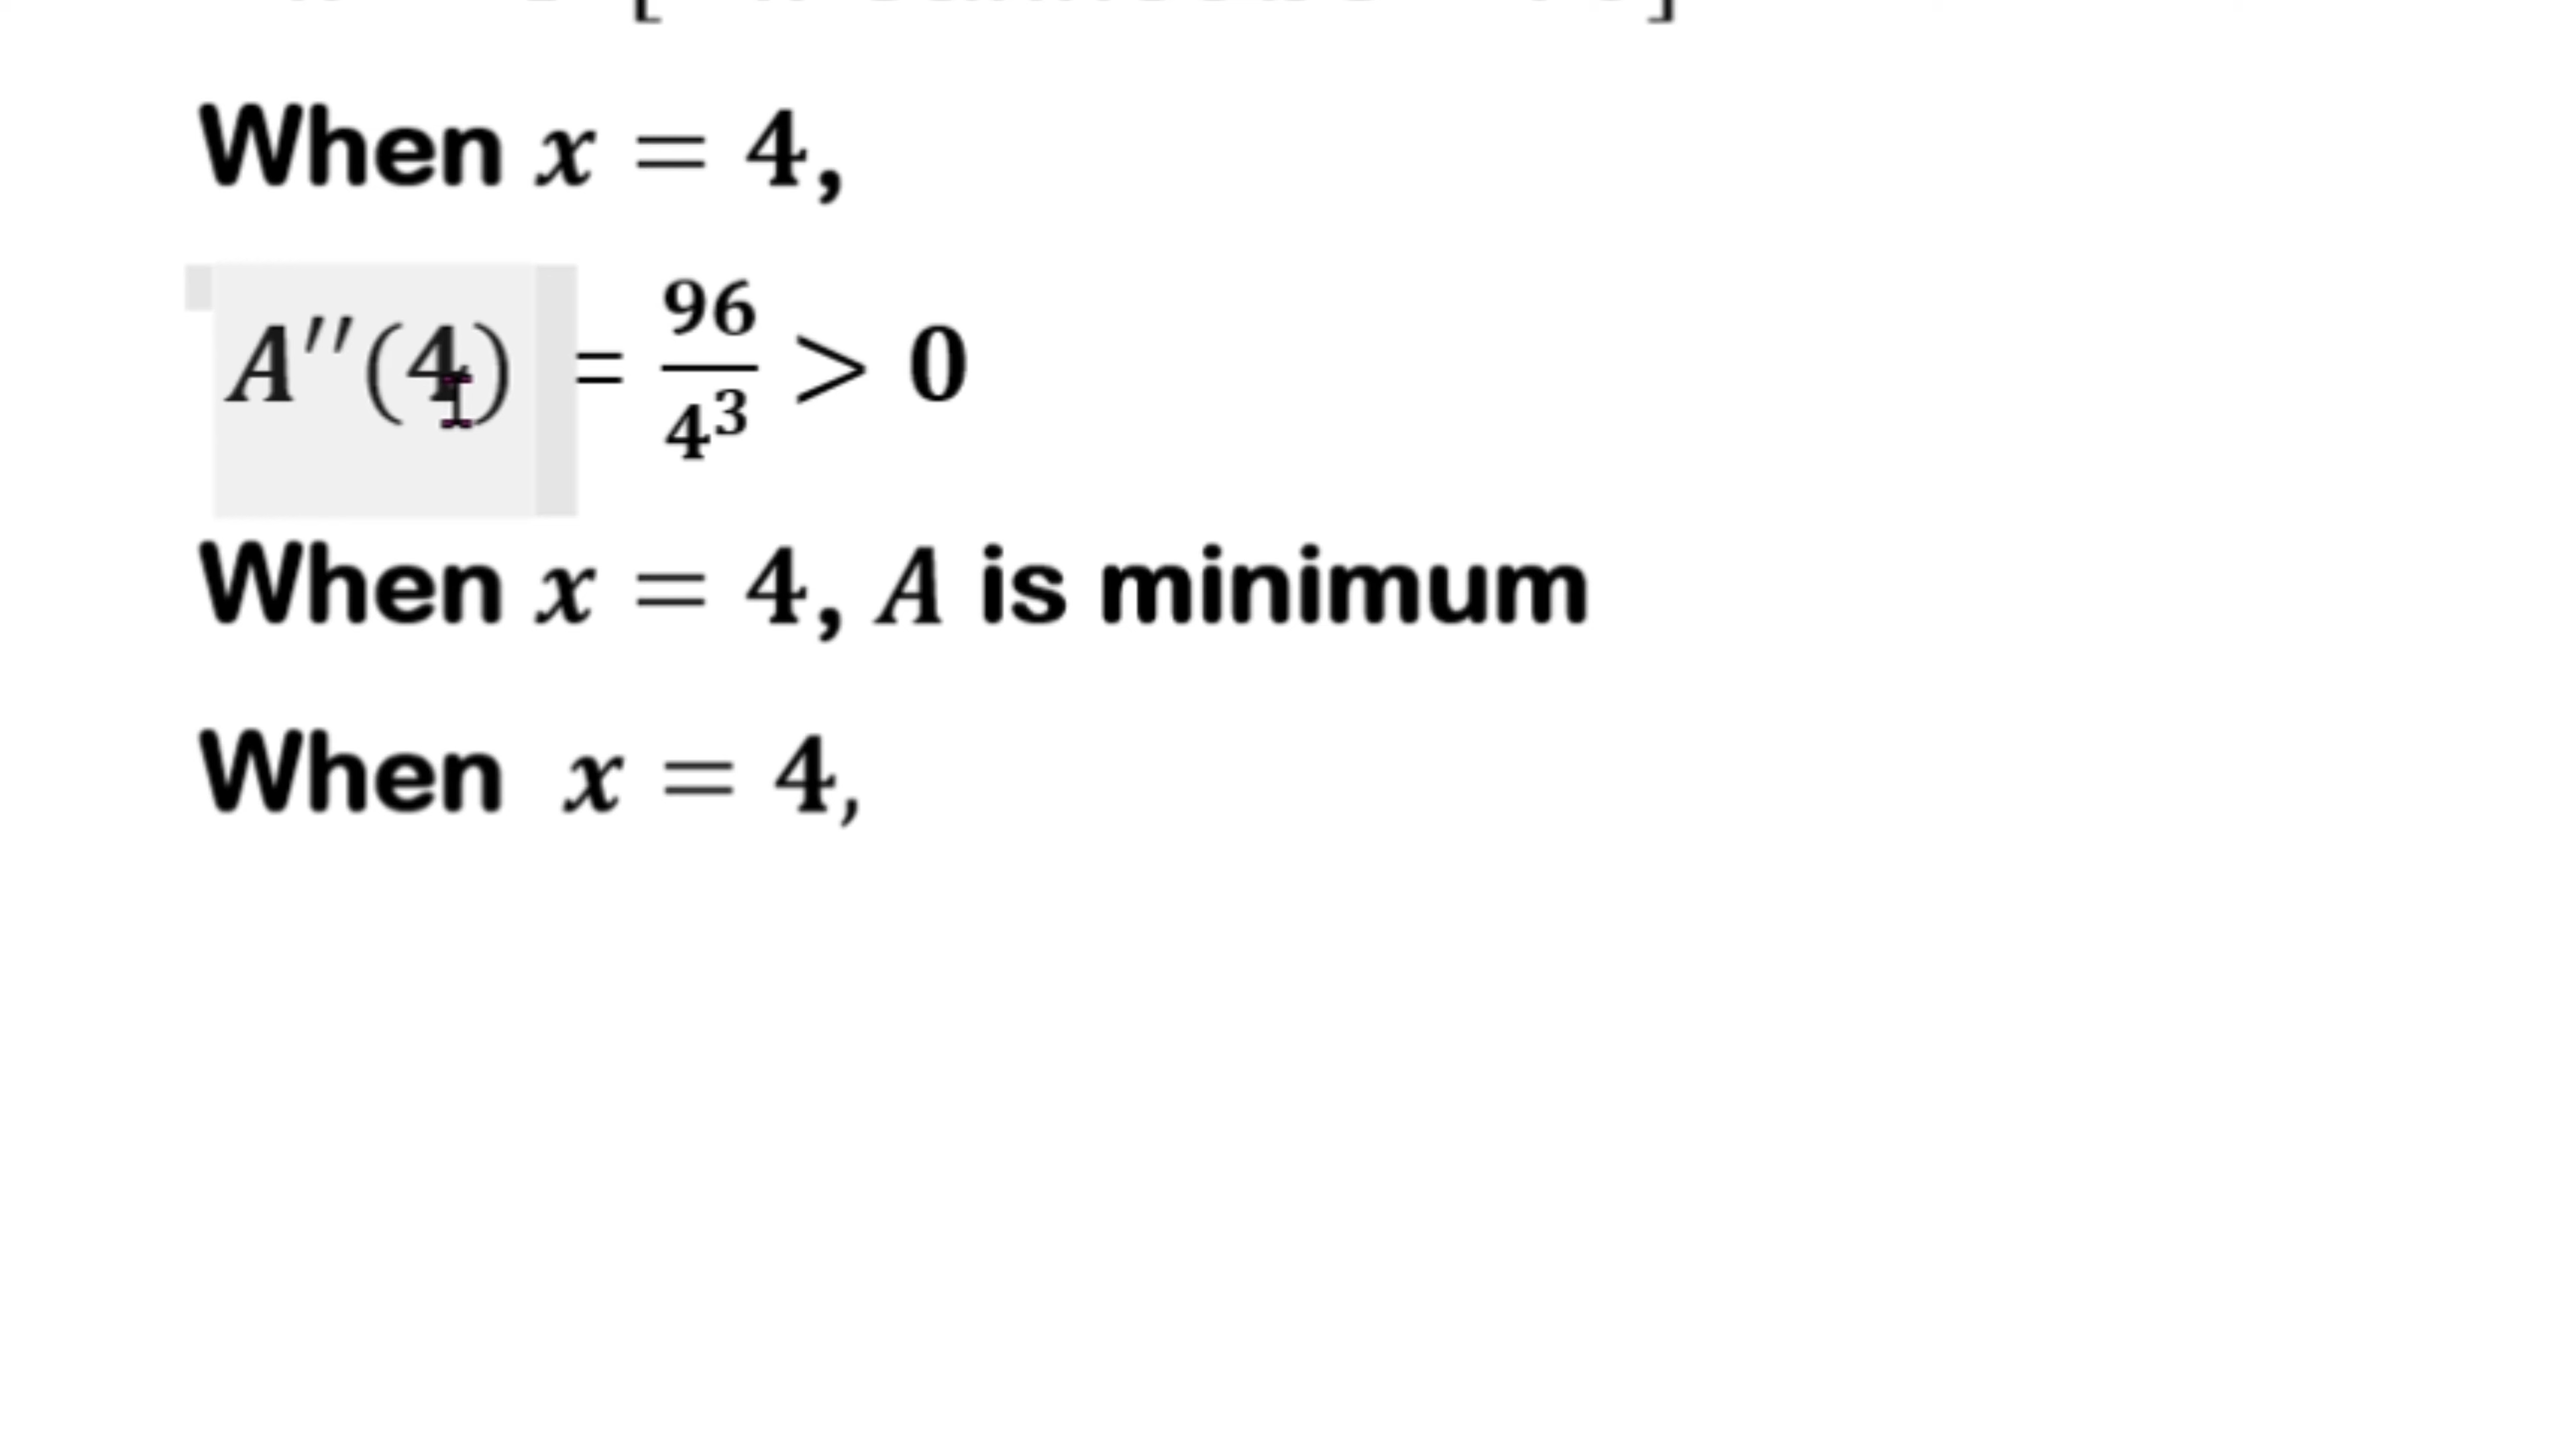 When x = 4,
A''(4) = 96/4³ > 0
When x = 4, A is minimum
When x = 4,